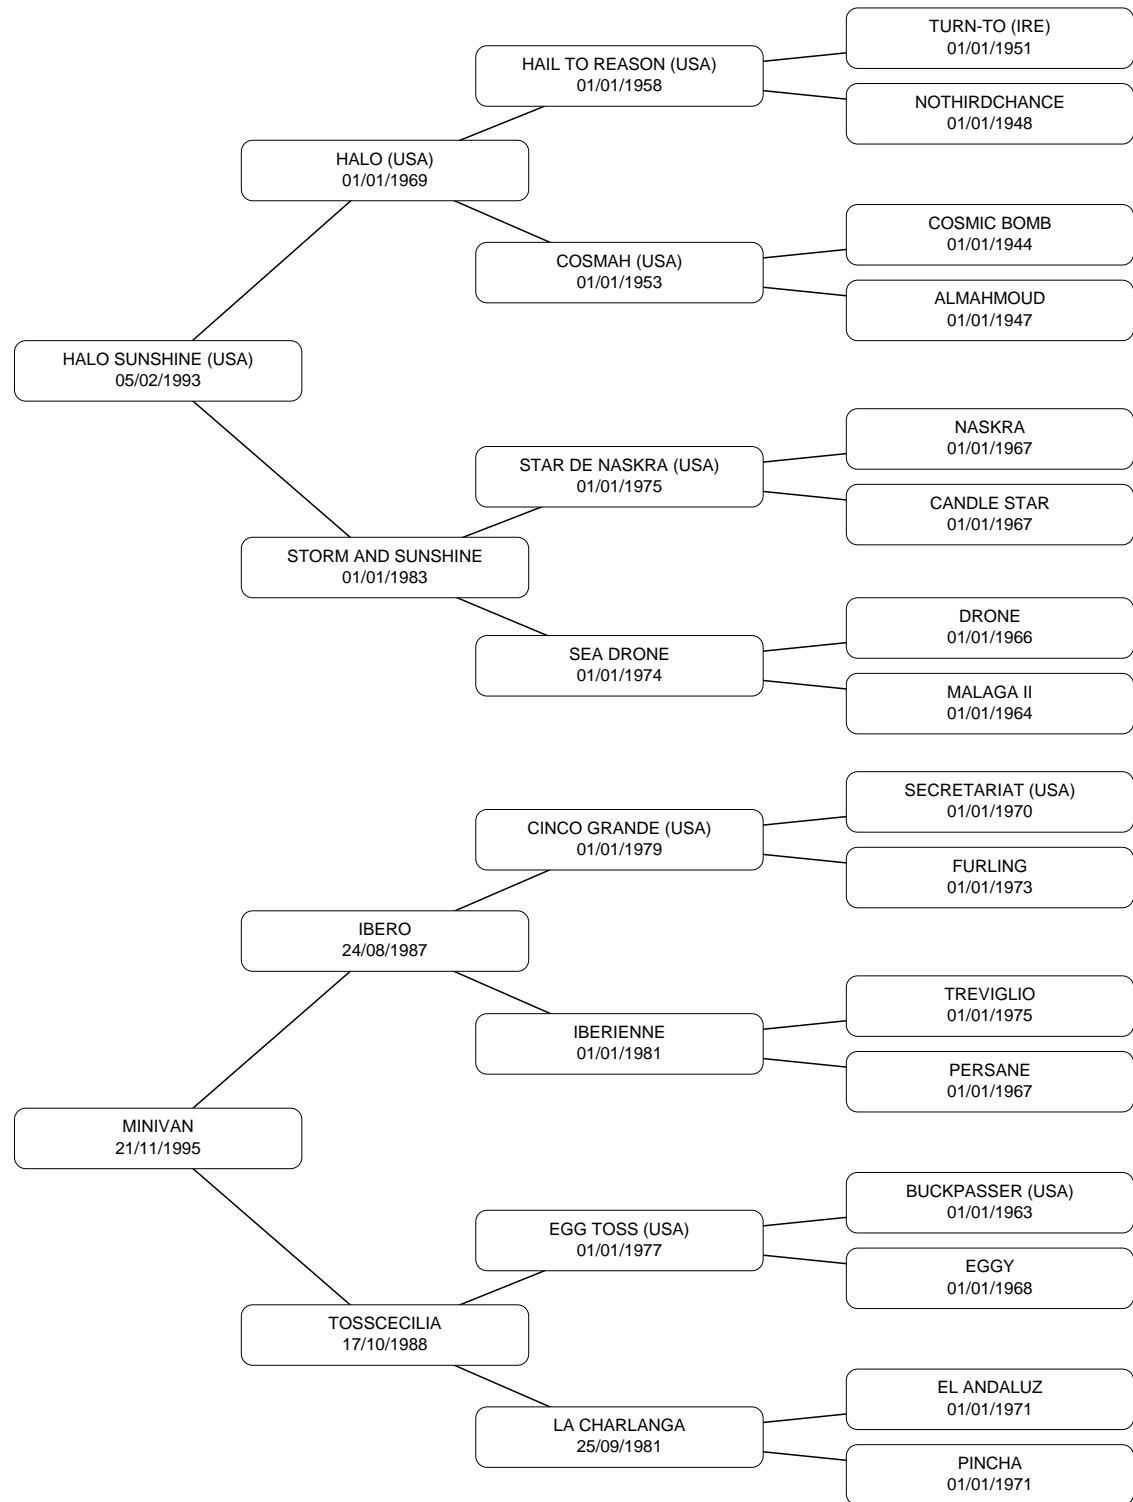 TURN-TO (IRE)
01/01/1951
HAIL TO REASON (USA)
01/01/1958
NOTHIRDCHANCE
01/01/1948
HALO (USA)
01/01/1969
COSMIC BOMB
01/01/1944
COSMAH (USA)
01/01/1953
ALMAHMOUD
01/01/1947
HALO SUNSHINE (USA)
05/02/1993
NASKRA
01/01/1967
STAR DE NASKRA (USA)
01/01/1975
CANDLE STAR
01/01/1967
STORM AND SUNSHINE
01/01/1983
DRONE
01/01/1966
SEA DRONE
01/01/1974
MALAGA II
01/01/1964
SECRETARIAT (USA)
01/01/1970
CINCO GRANDE (USA)
01/01/1979
FURLING
01/01/1973
IBERO
24/08/1987
TREVIGLIO
01/01/1975
IBERIENNE
01/01/1981
PERSANE
01/01/1967
MINIVAN
21/11/1995
BUCKPASSER (USA)
01/01/1963
EGG TOSS (USA)
01/01/1977
EGGY
01/01/1968
TOSSCECILIA
17/10/1988
EL ANDALUZ
01/01/1971
LA CHARLANGA
25/09/1981
PINCHA
01/01/1971